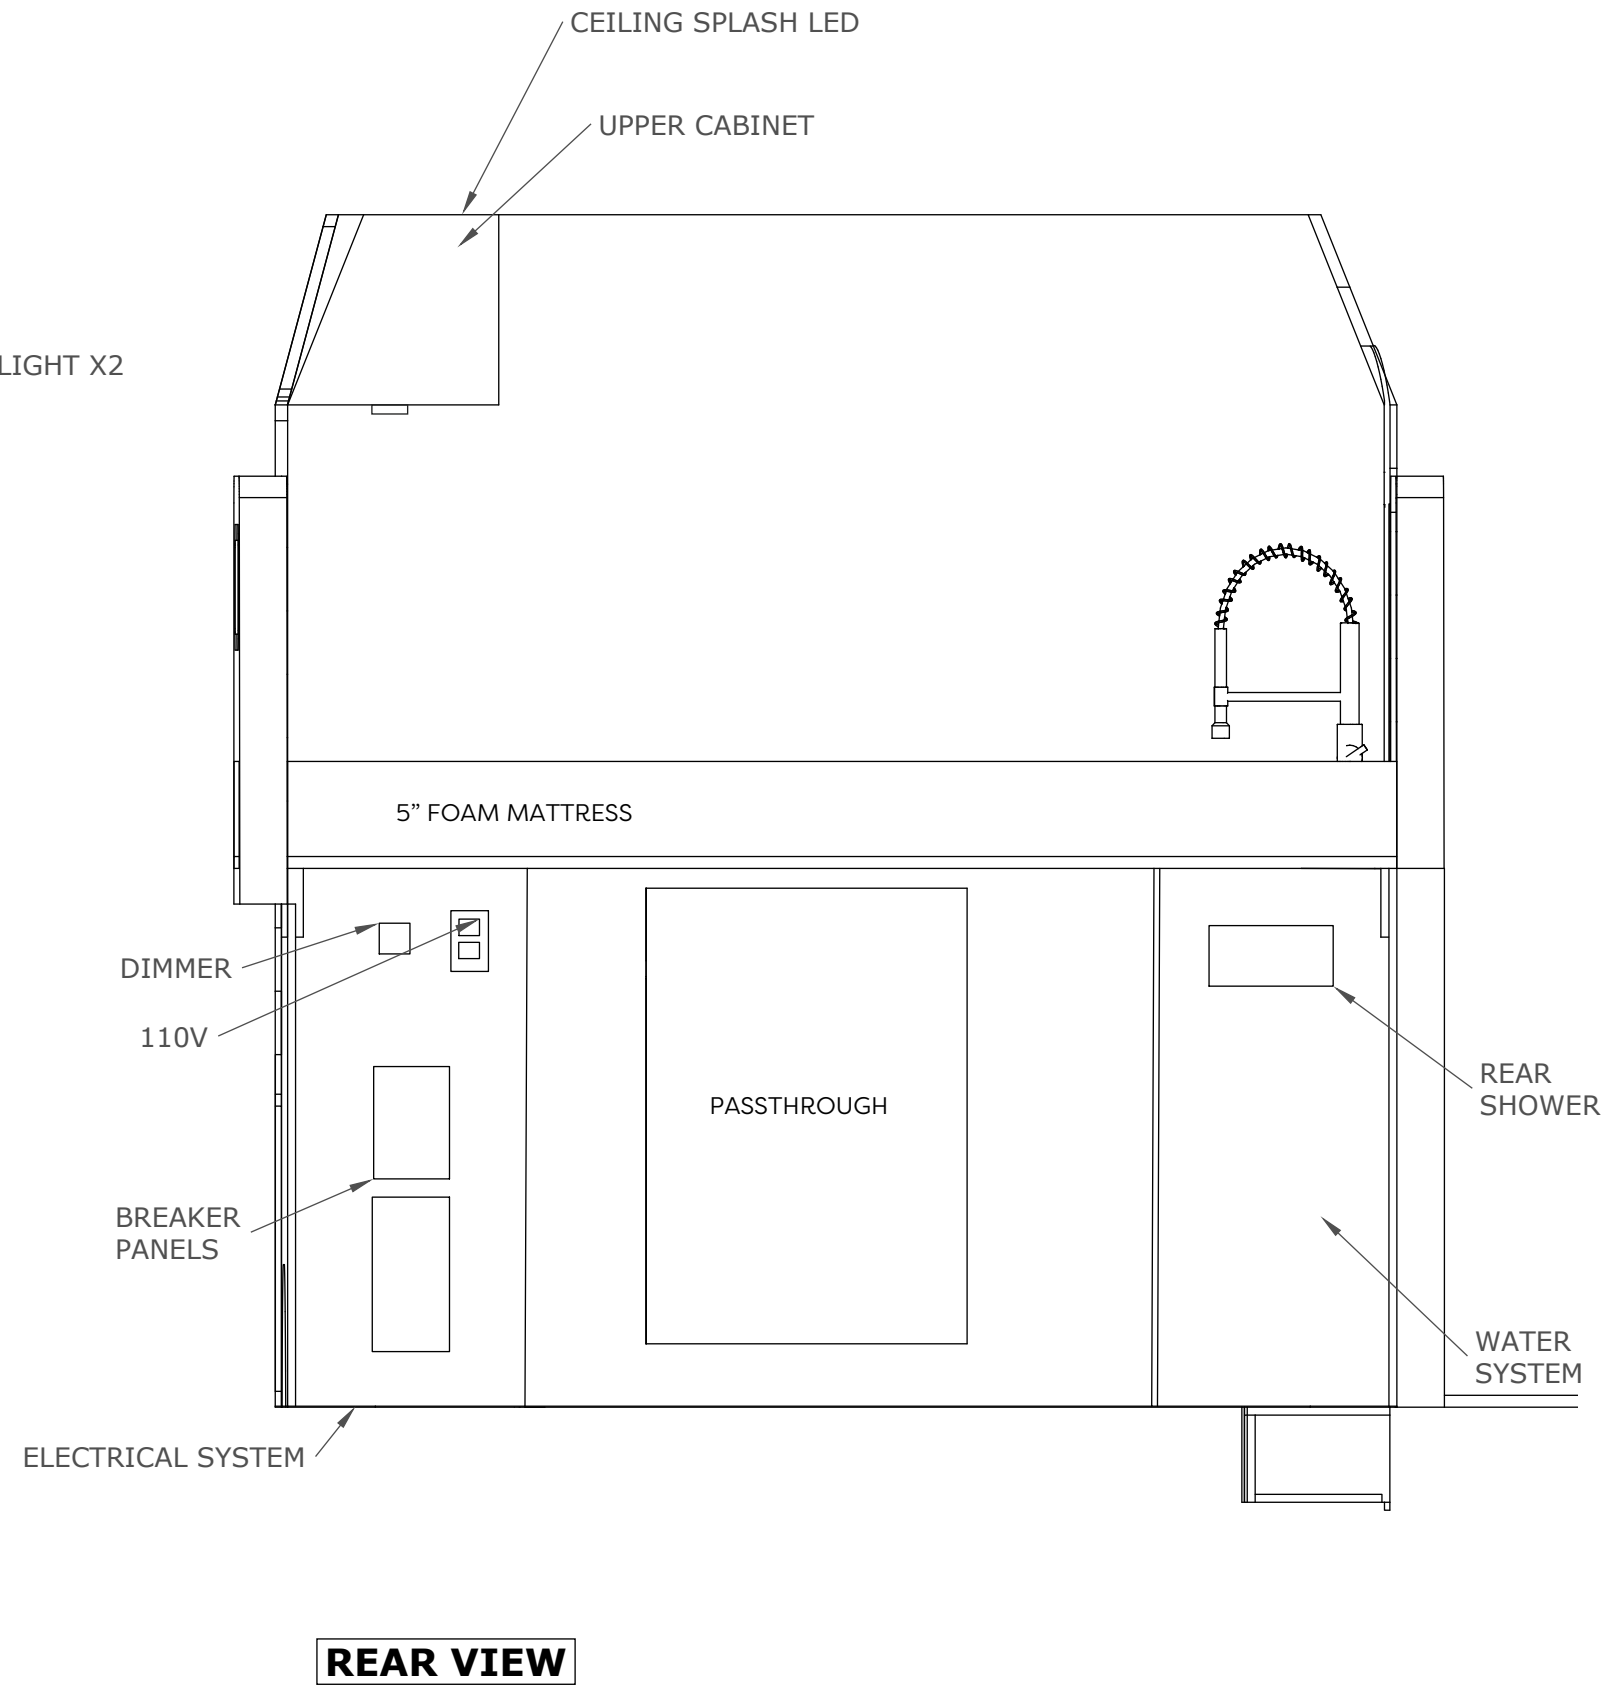 CEILING SPLASH LED
UPPER CABINET
LIGHT X2
5” FOAM MATTRESS
DIMMER
110V
PASSTHROUGH
REAR
SHOWER
BREAKER
PANELS
WATER
SYSTEM
ELECTRICAL SYSTEM
REAR VIEW